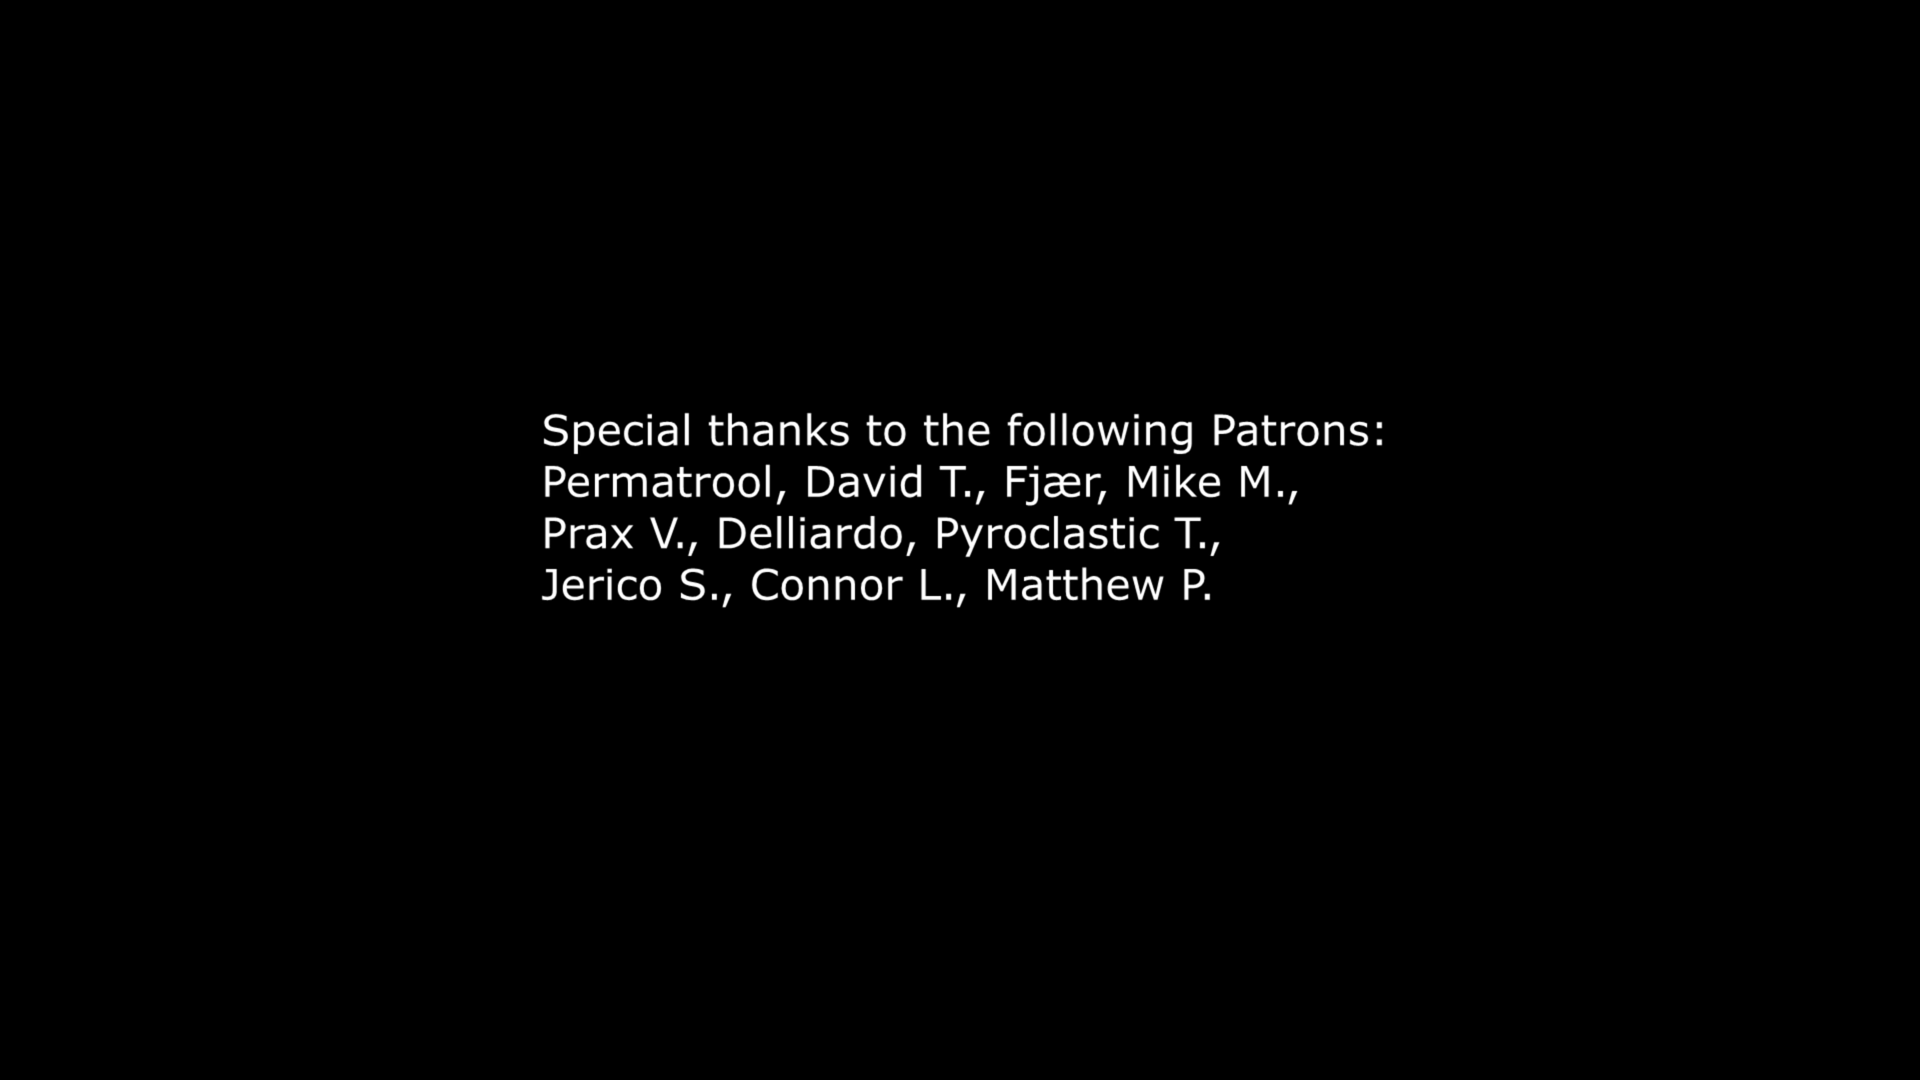 Special thanks to the following Patrons:
Permatrool, David T., Fjær, Mike M.,
Prax V., Delliardo, Pyroclastic T.,
Jerico S., Connor L., Matthew P.